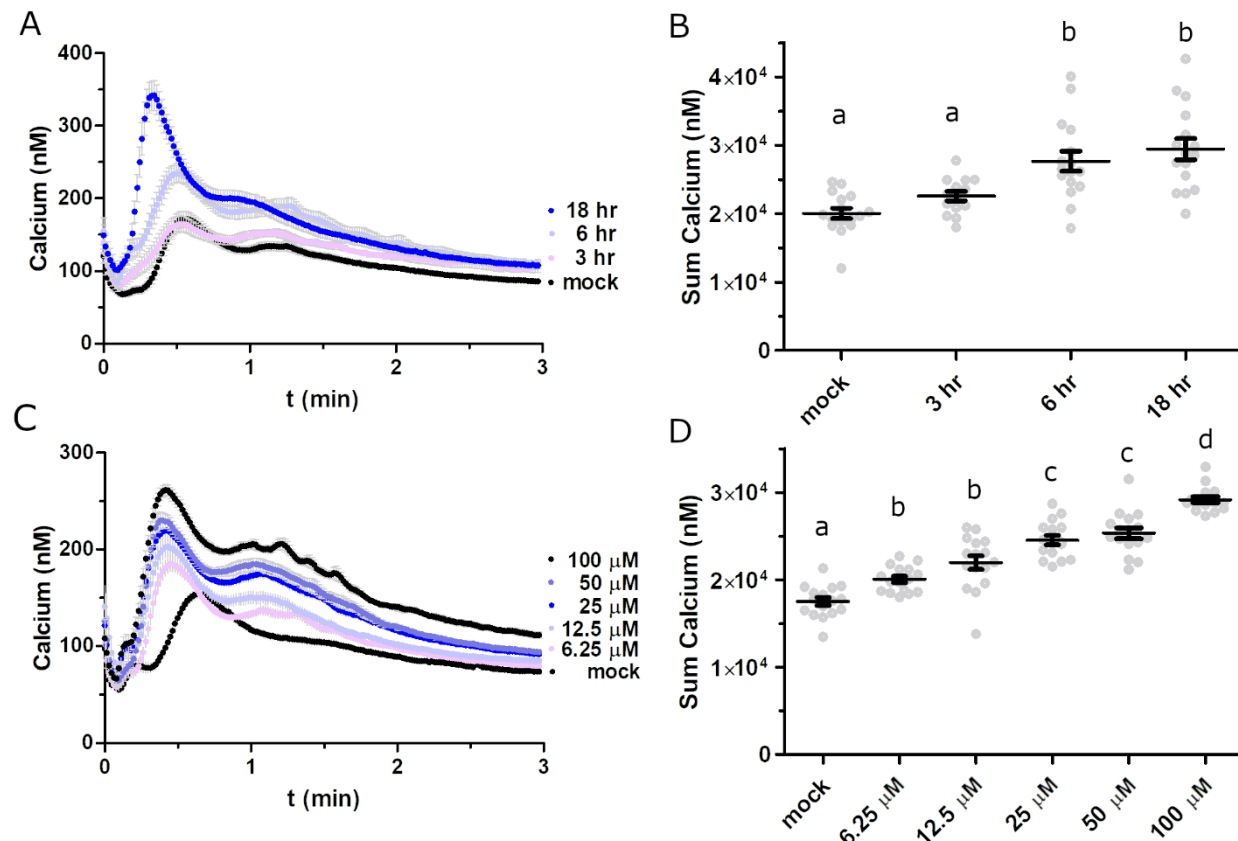 A
400
300
200
100
0
Calcium (nM)
0
1
2
3
t (min)
18 hr
6 hr
3 hr
mock
B
4×10⁴
3×10⁴
2×10⁴
1×10⁴
0
Sum Calcium (nM)
a
a
b
b
mock
3 hr
6 hr
18 hr
C
300
200
100
0
Calcium (nM)
0
1
2
3
t (min)
100 μM
50 μM
25 μM
12.5 μM
6.25 μM
mock
D
3×10⁴
2×10⁴
1×10⁴
0
Sum Calcium (nM)
a
b
b
c
c
d
mock
6.25 μM
12.5 μM
25 μM
50 μM
100 μM